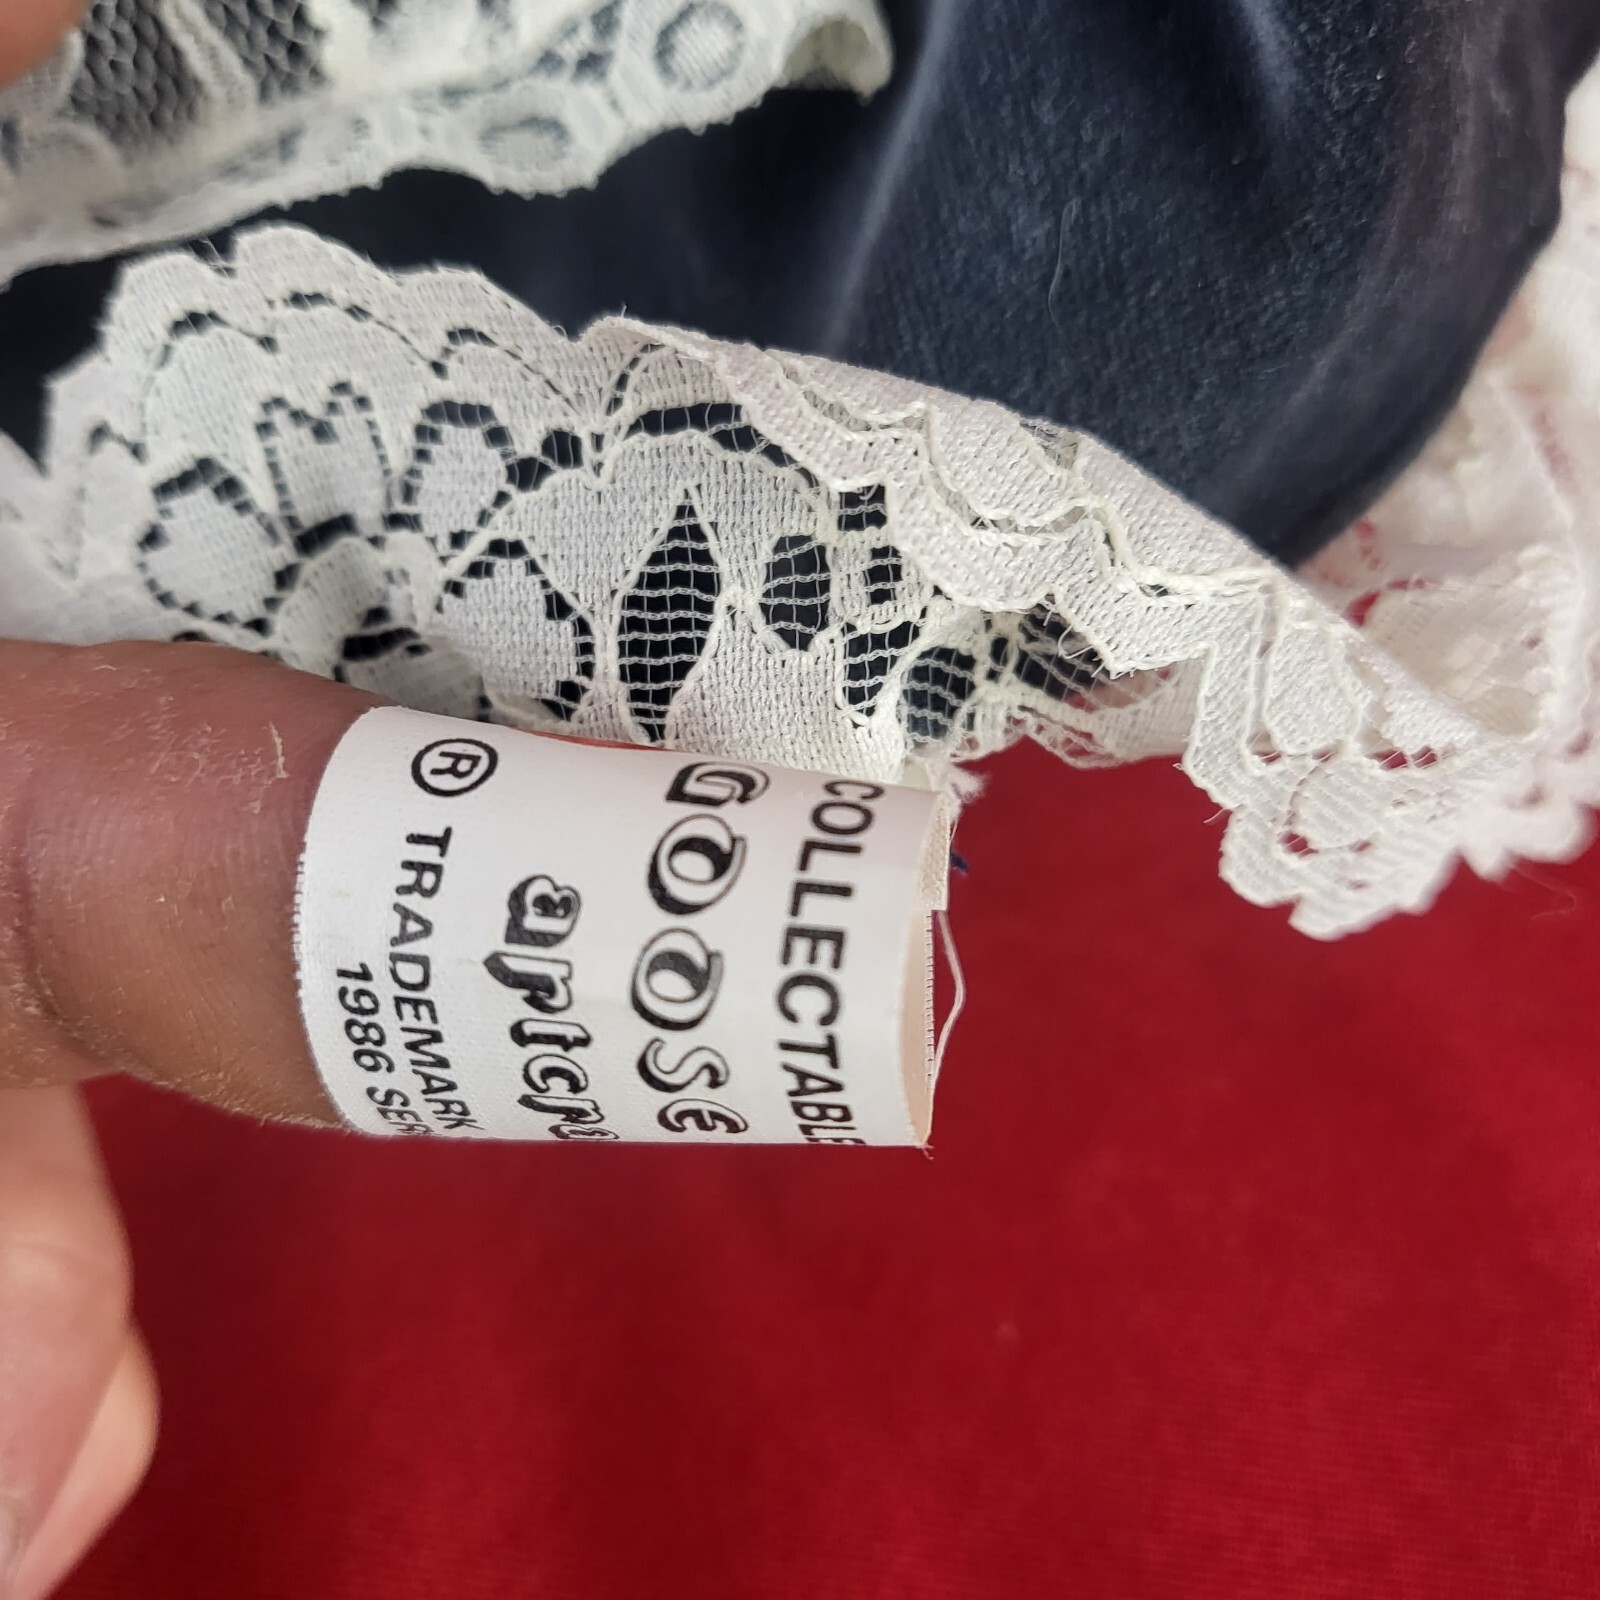 COLLECTABLE
GOOSE
® TRADEMARK
1986